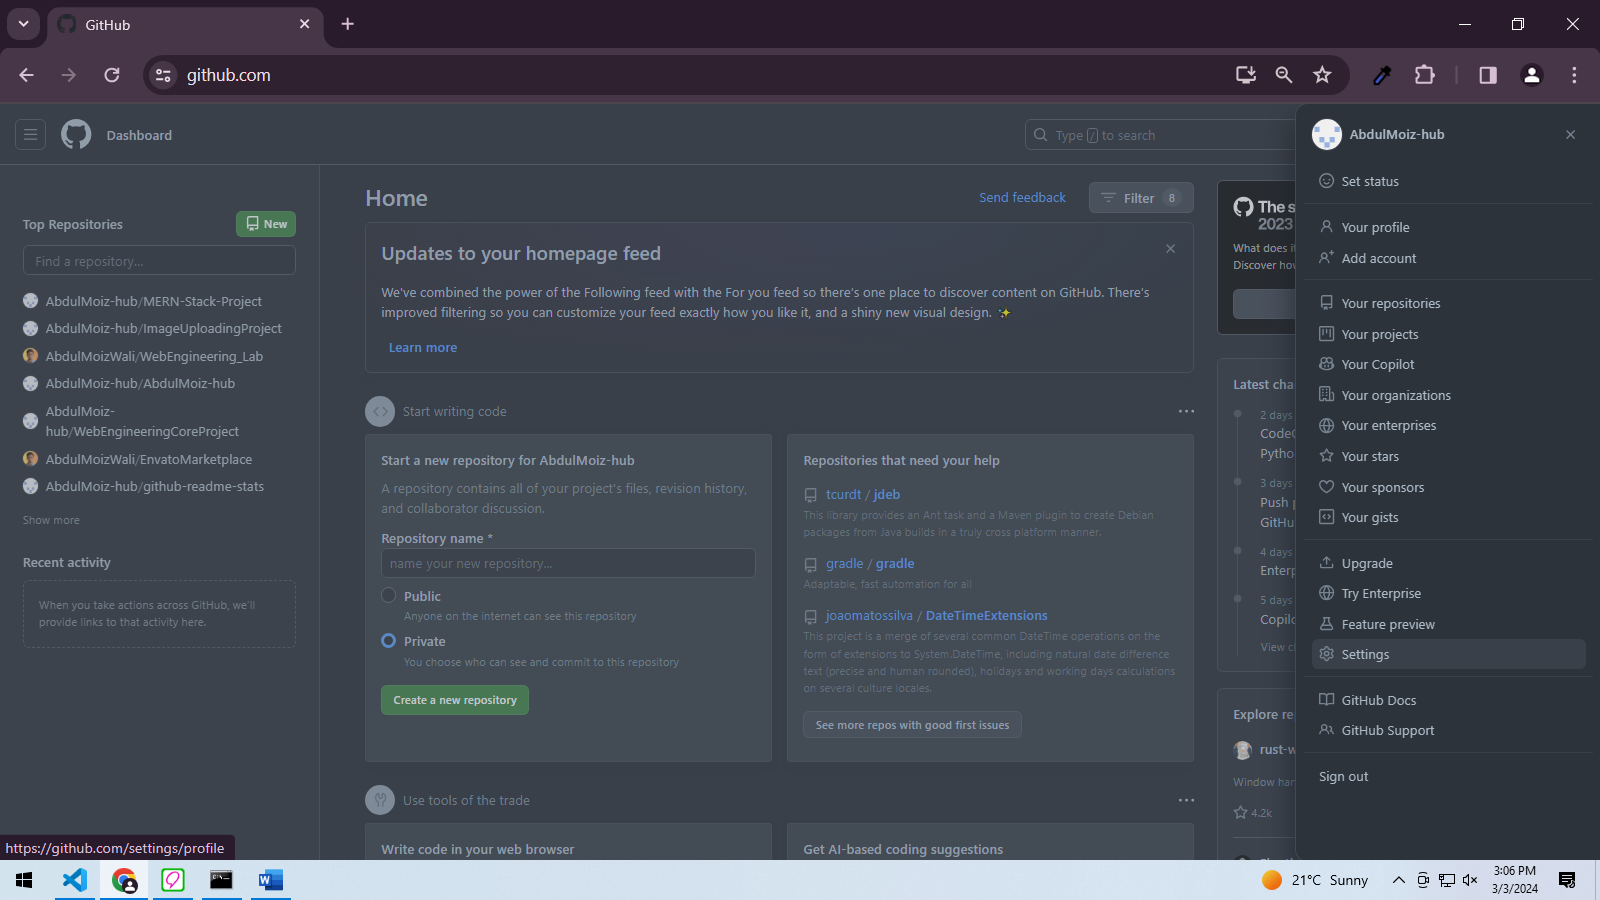 GitHub
github.com
Dashboard
Type / to search
AbdulMoiz-hub
Set status
Your profile
Add account
Your repositories
Your projects
Your Copilot
Your organizations
Your enterprises
Your stars
Your sponsors
Your gists
Upgrade
Try Enterprise
Feature preview
Settings
GitHub Docs
GitHub Support
Sign out
Top Repositories
New
Find a repository...
AbdulMoiz-hub/MERN-Stack-Project
AbdulMoiz-hub/ImageUploadingProject
AbdulMoizWali/WebEngineering_Lab
AbdulMoiz-hub/AbdulMoiz-hub
AbdulMoiz-
hub/WebEngineeringCoreProject
AbdulMoizWali/EnvatoMarketplace
AbdulMoiz-hub/github-readme-stats
Show more
Recent activity
When you take actions across GitHub, we'll
provide links to that activity here.
Home
Send feedback
Filter 8
Updates to your homepage feed
We've combined the power of the Following feed with the For you feed so there's one place to discover content on GitHub. There's
improved filtering so you can customize your feed exactly how you like it, and a shiny new visual design. ✨
Learn more
Start writing code
Start a new repository for AbdulMoiz-hub
A repository contains all of your project's files, revision history,
and collaborator discussion.
Repository name *
name your new repository...
Public
Anyone on the internet can see this repository
Private
You choose who can see and commit to this repository
Create a new repository
Repositories that need your help
tcurdt / jdeb
This library provides an Ant task and a Maven plugin to create Debian
packages from Java builds in a truly cross platform manner.
gradle / gradle
Adaptable, fast automation for all
joaomatossilva / DateTimeExtensions
This project is a merge of several common DateTime operations on the
form of extensions to System.DateTime, including natural date difference
text (precise and human rounded), holidays and working days calculations
on several culture locales.
See more repos with good first issues
Use tools of the trade
Write code in your web browser
Get AI-based coding suggestions
The s
2023
What does i
Discover how
Latest cha
2 days
Code
Pytho
3 days
Push p
GitHu
4 days
Enterp
5 days
Copil
View c
Explore re
rust-w
Window har
4.2k
https://github.com/settings/profile
21°C Sunny
3:06 PM
3/3/2024